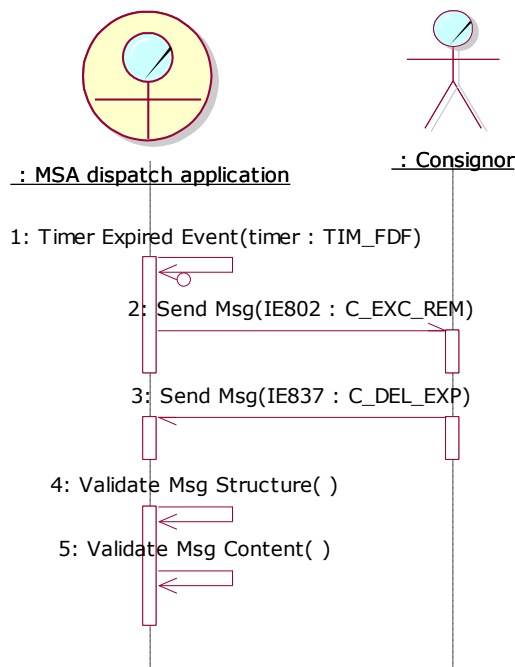 : MSA dispatch application
: Consignor
1: Timer Expired Event(timer : TIM_FDF)
2: Send Msg(IE802 : C_EXC_REM)
3: Send Msg(IE837 : C_DEL_EXP)
4: Validate Msg Structure( )
5: Validate Msg Content( )